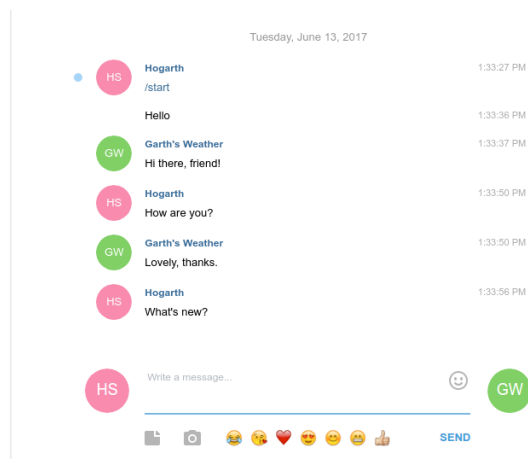 Tuesday, June 13, 2017
HS
Hogarth
1:33:27 PM
/start
Hello
1:33:36 PM
GW
Garth's Weather
1:33:37 PM
Hi there, friend!
HS
Hogarth
1:33:50 PM
How are you?
GW
Garth's Weather
1:33:50 PM
Lovely, thanks.
HS
Hogarth
1:33:56 PM
What's new?
HS
Write a message...
GW
SEND